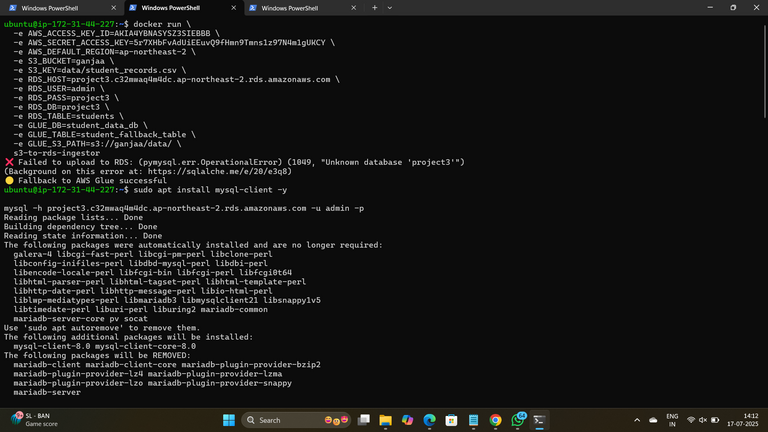 Windows PowerShell
Windows PowerShell
Windows PowerShell
ubuntu@ip-172-31-44-227:~$ docker run \
-e AWS_ACCESS_KEY_ID=AKIA4YBNASYSZ3SIEBBB \
-e AWS_SECRET_ACCESS_KEY= \
-e AWS_DEFAULT_REGION=ap-northeast-2 \
-e S3_BUCKET=ganjaa \
-e S3_KEY=data/student_records.csv \
-e RDS_HOST=project3.c32mwaq4m4dc.ap-northeast-2.rds.amazonaws.com \
-e RDS_USER=admin \
-e RDS_PASS=project3 \
-e RDS_DB=project3 \
-e RDS_TABLE=students \
-e GLUE_DB=student_data_db \
-e GLUE_TABLE=student_fallback_table \
-e GLUE_S3_PATH=s3://ganjaa/data/ \
s3-to-rds-ingestor
❌ Failed to upload to RDS: (pymysql.err.OperationalError) (1049, "Unknown database 'project3'")
(Background on this error at: https://sqlalche.me/e/20/e3q8)
🟡 Fallback to AWS Glue successful
ubuntu@ip-172-31-44-227:~$ sudo apt install mysql-client -y
mysql -h project3.c32mwaq4m4dc.ap-northeast-2.rds.amazonaws.com -u admin -p
Reading package lists... Done
Building dependency tree... Done
Reading state information... Done
The following packages were automatically installed and are no longer required:
galera-4 libcgi-fast-perl libcgi-pm-perl libclone-perl
libconfig-inifiles-perl libdbd-mysql-perl libdbi-perl
libencode-locale-perl libfcgi-bin libfcgi-perl libfcgi0t64
libhtml-parser-perl libhtml-tagset-perl libhtml-template-perl
libhttp-date-perl libhttp-message-perl libio-html-perl
liblwp-mediatypes-perl libmariadb3 libmysqlclient21 libsnappy1v5
libtimedate-perl liburi-perl liburing2 mariadb-common
mariadb-server-core pv socat
Use 'sudo apt autoremove' to remove them.
The following additional packages will be installed:
mysql-client-8.0 mysql-client-core-8.0
The following packages will be REMOVED:
mariadb-client mariadb-client-core mariadb-plugin-provider-bzip2
mariadb-plugin-provider-lz4 mariadb-plugin-provider-lzma
mariadb-plugin-provider-lzo mariadb-plugin-provider-snappy
mariadb-server
SL - BAN
Game score
Search
64
ENG
IN
14:12
17-07-2025